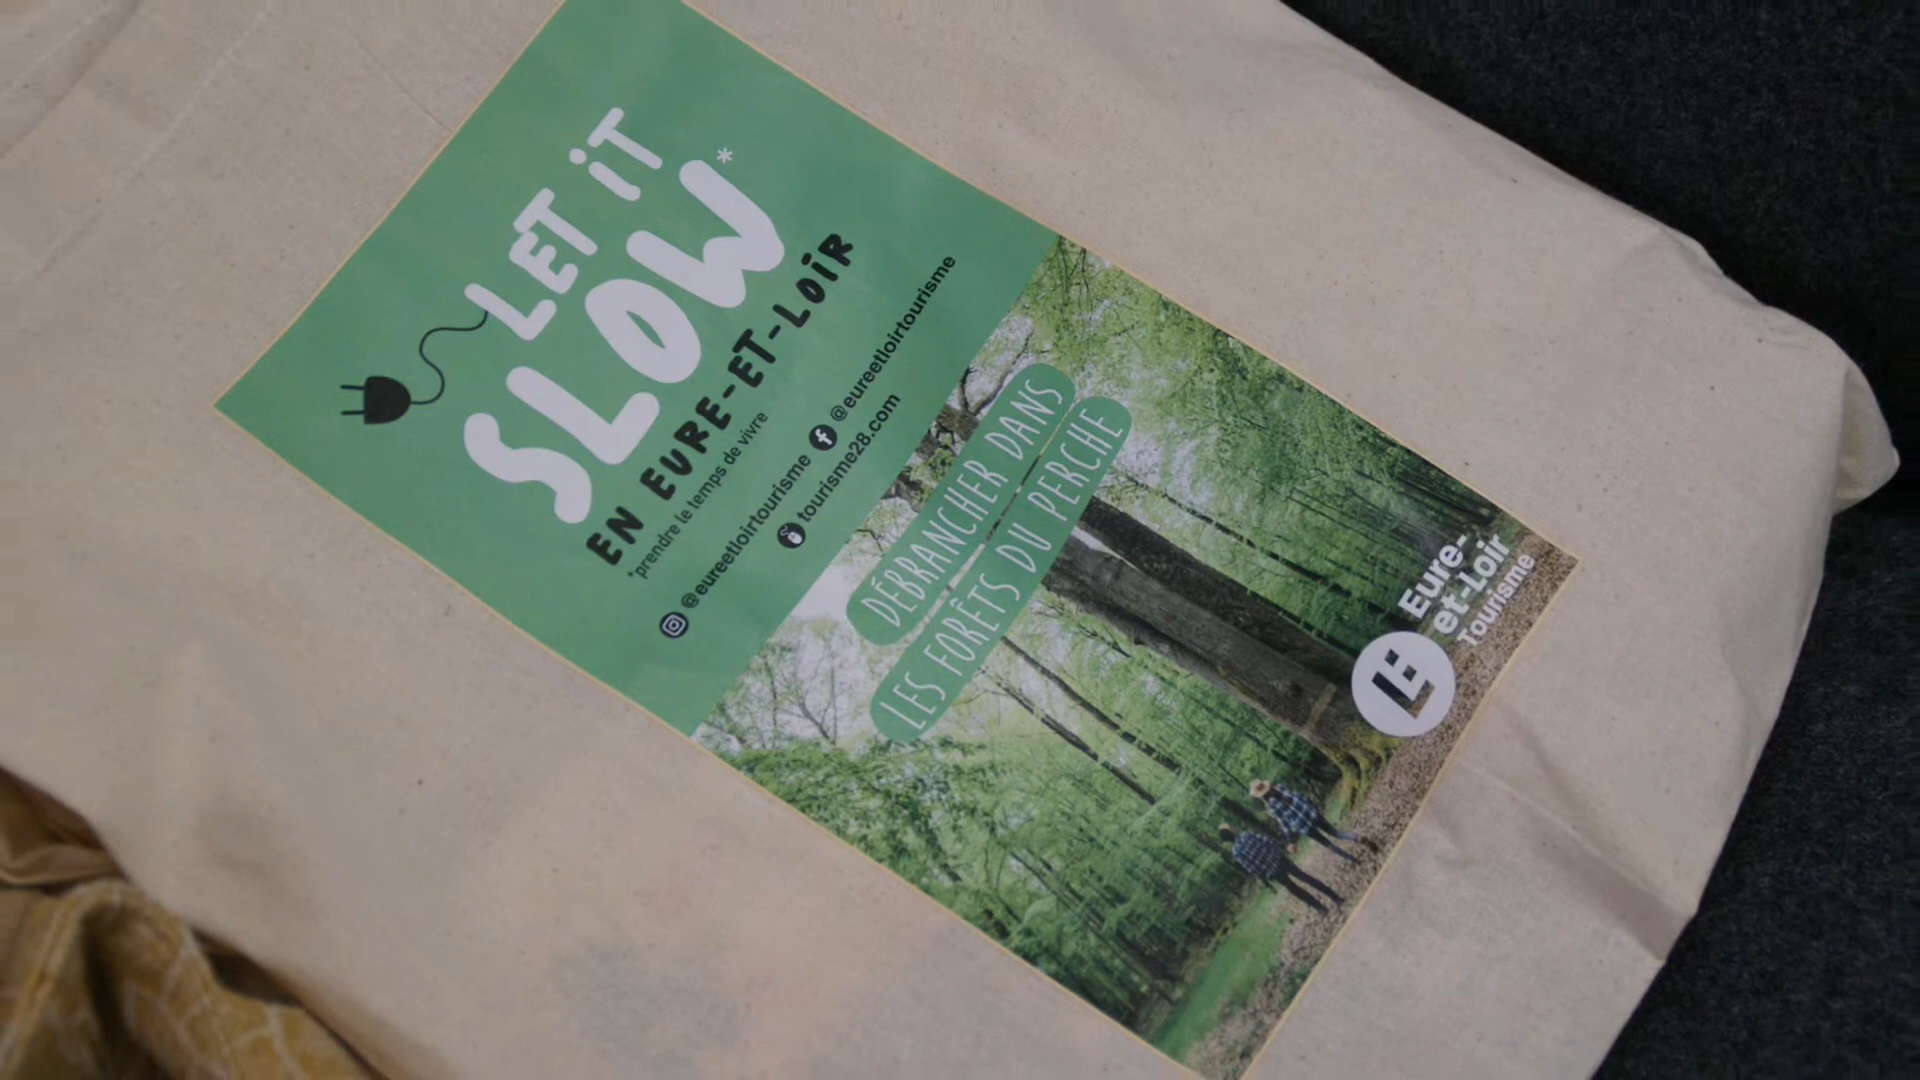 LET iT
SLOW*
EN EURE-ET-LOiR
*prendre le temps de vivre
@eureetloirtourisme @eureetloirtourisme
tourisme28.com
DÉBRANCHER DANS
LES FORÊTS DU PERCHE
Eure-
et-Loir
Tourisme